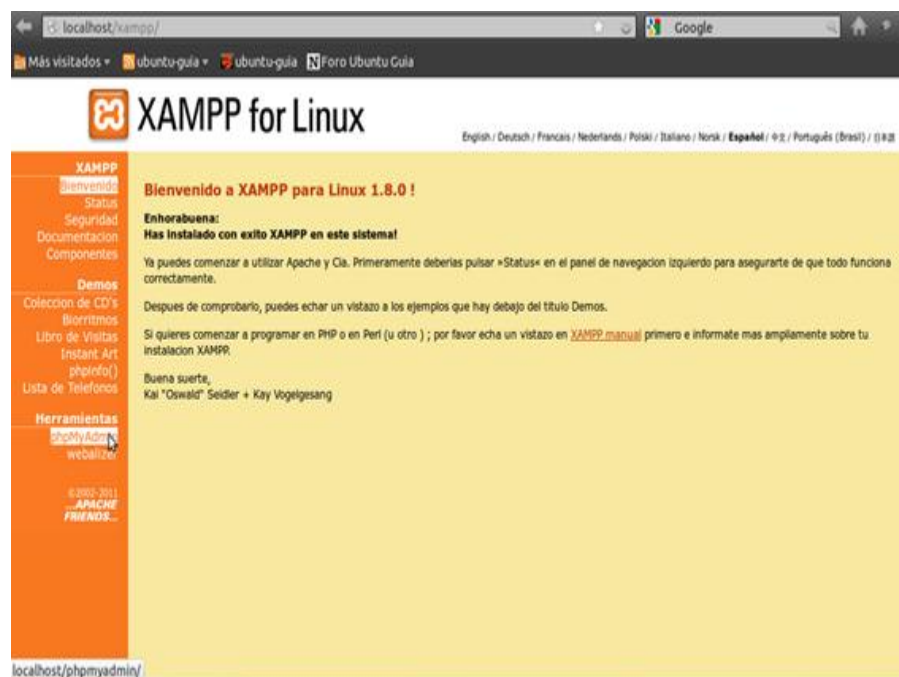 localhost/xampp/
Google
Más visitados
ubuntu-guia
ubuntu-guia
Foro Ubuntu Guia
XAMPP for Linux
English / Deutsch / Francais / Nederlands / Polski / Italiano / Norsk / Español / 中文 / Português (Brasil) / 日本語
XAMPP
Bienvenido
Status
Seguridad
Documentacion
Componentes
Demos
Coleccion de CD's
Biorritmos
Libro de Visitas
Instant Art
phpinfo()
Lista de Telefonos
Herramientas
phpMyAdmin
webalizer
©2002-2011
...APACHE
FRIENDS...
Bienvenido a XAMPP para Linux 1.8.0 !
Enhorabuena:
Has instalado con exito XAMPP en este sistema!
Ya puedes comenzar a utilizar Apache y Cia. Primeramente deberias pulsar »Status« en el panel de navegacion izquierdo para asegurarte de que todo funciona
correctamente.
Despues de comprobarlo, puedes echar un vistazo a los ejemplos que hay debajo del titulo Demos.
Si quieres comenzar a programar en PHP o en Perl (u otro ) ; por favor echa un vistazo en XAMPP manual primero e informate mas ampliamente sobre tu
instalacion XAMPP.
Buena suerte,
Kai "Oswald" Seidler + Kay Vogelgesang
localhost/phpmyadmin/